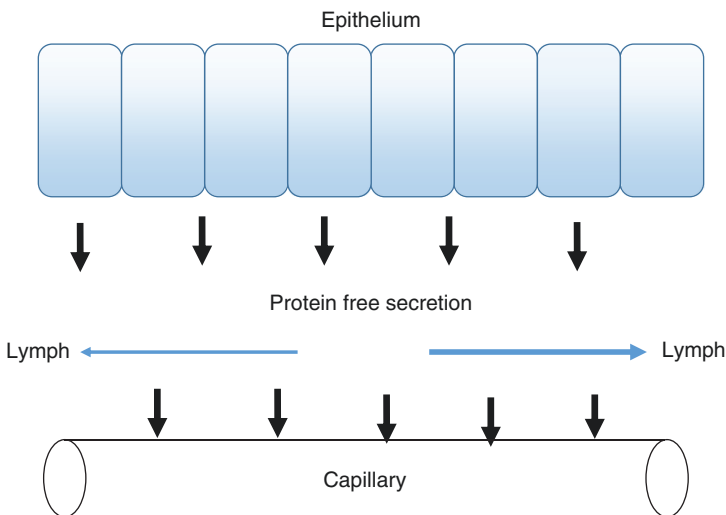 Epithelium
Protein free secretion
Lymph
Lymph
Capillary